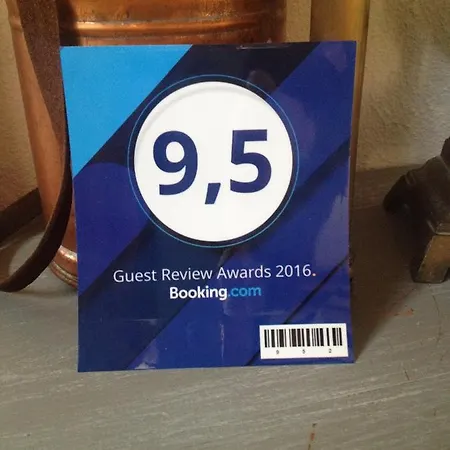 9,5
Guest Review Awards 2016.
Booking.com
9 5 2